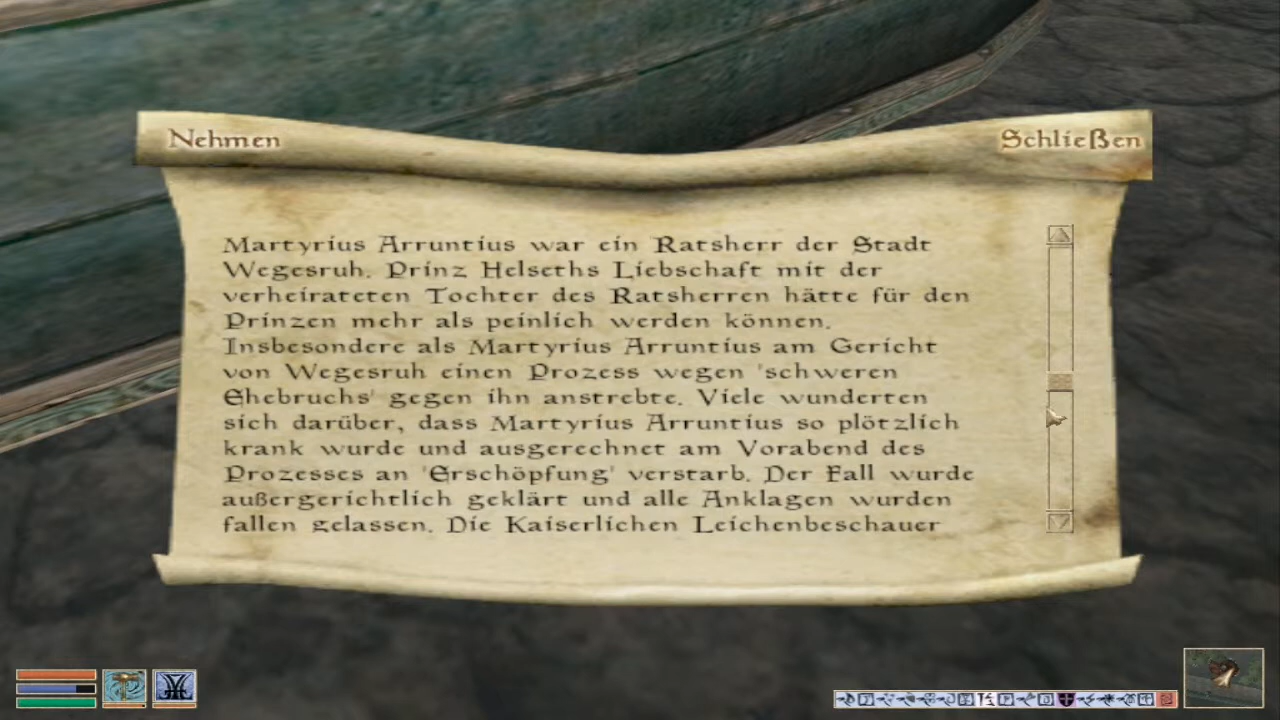 Nehmen
Schließen
Martyrius Arruntius war ein Ratsherr der Stadt
Wegesruh. Prinz Helseths Liebschaft mit der
verheirateten Tochter des Ratsherren hätte für den
Prinzen mehr als peinlich werden können.
Insbesondere als Martyrius Arruntius am Gericht
von Wegesruh einen Prozess wegen 'schweren
Ehebruchs' gegen ihn anstrebte. Viele wunderten
sich darüber, dass Martyrius Arruntius so plötzlich
krank wurde und ausgerechnet am Vorabend des
Prozesses an 'Erschöpfung' verstarb. Der Fall wurde
außergerichtlich geklärt und alle Anklagen wurden
fallen gelassen. Die Kaiserlichen Leichenbeschauer